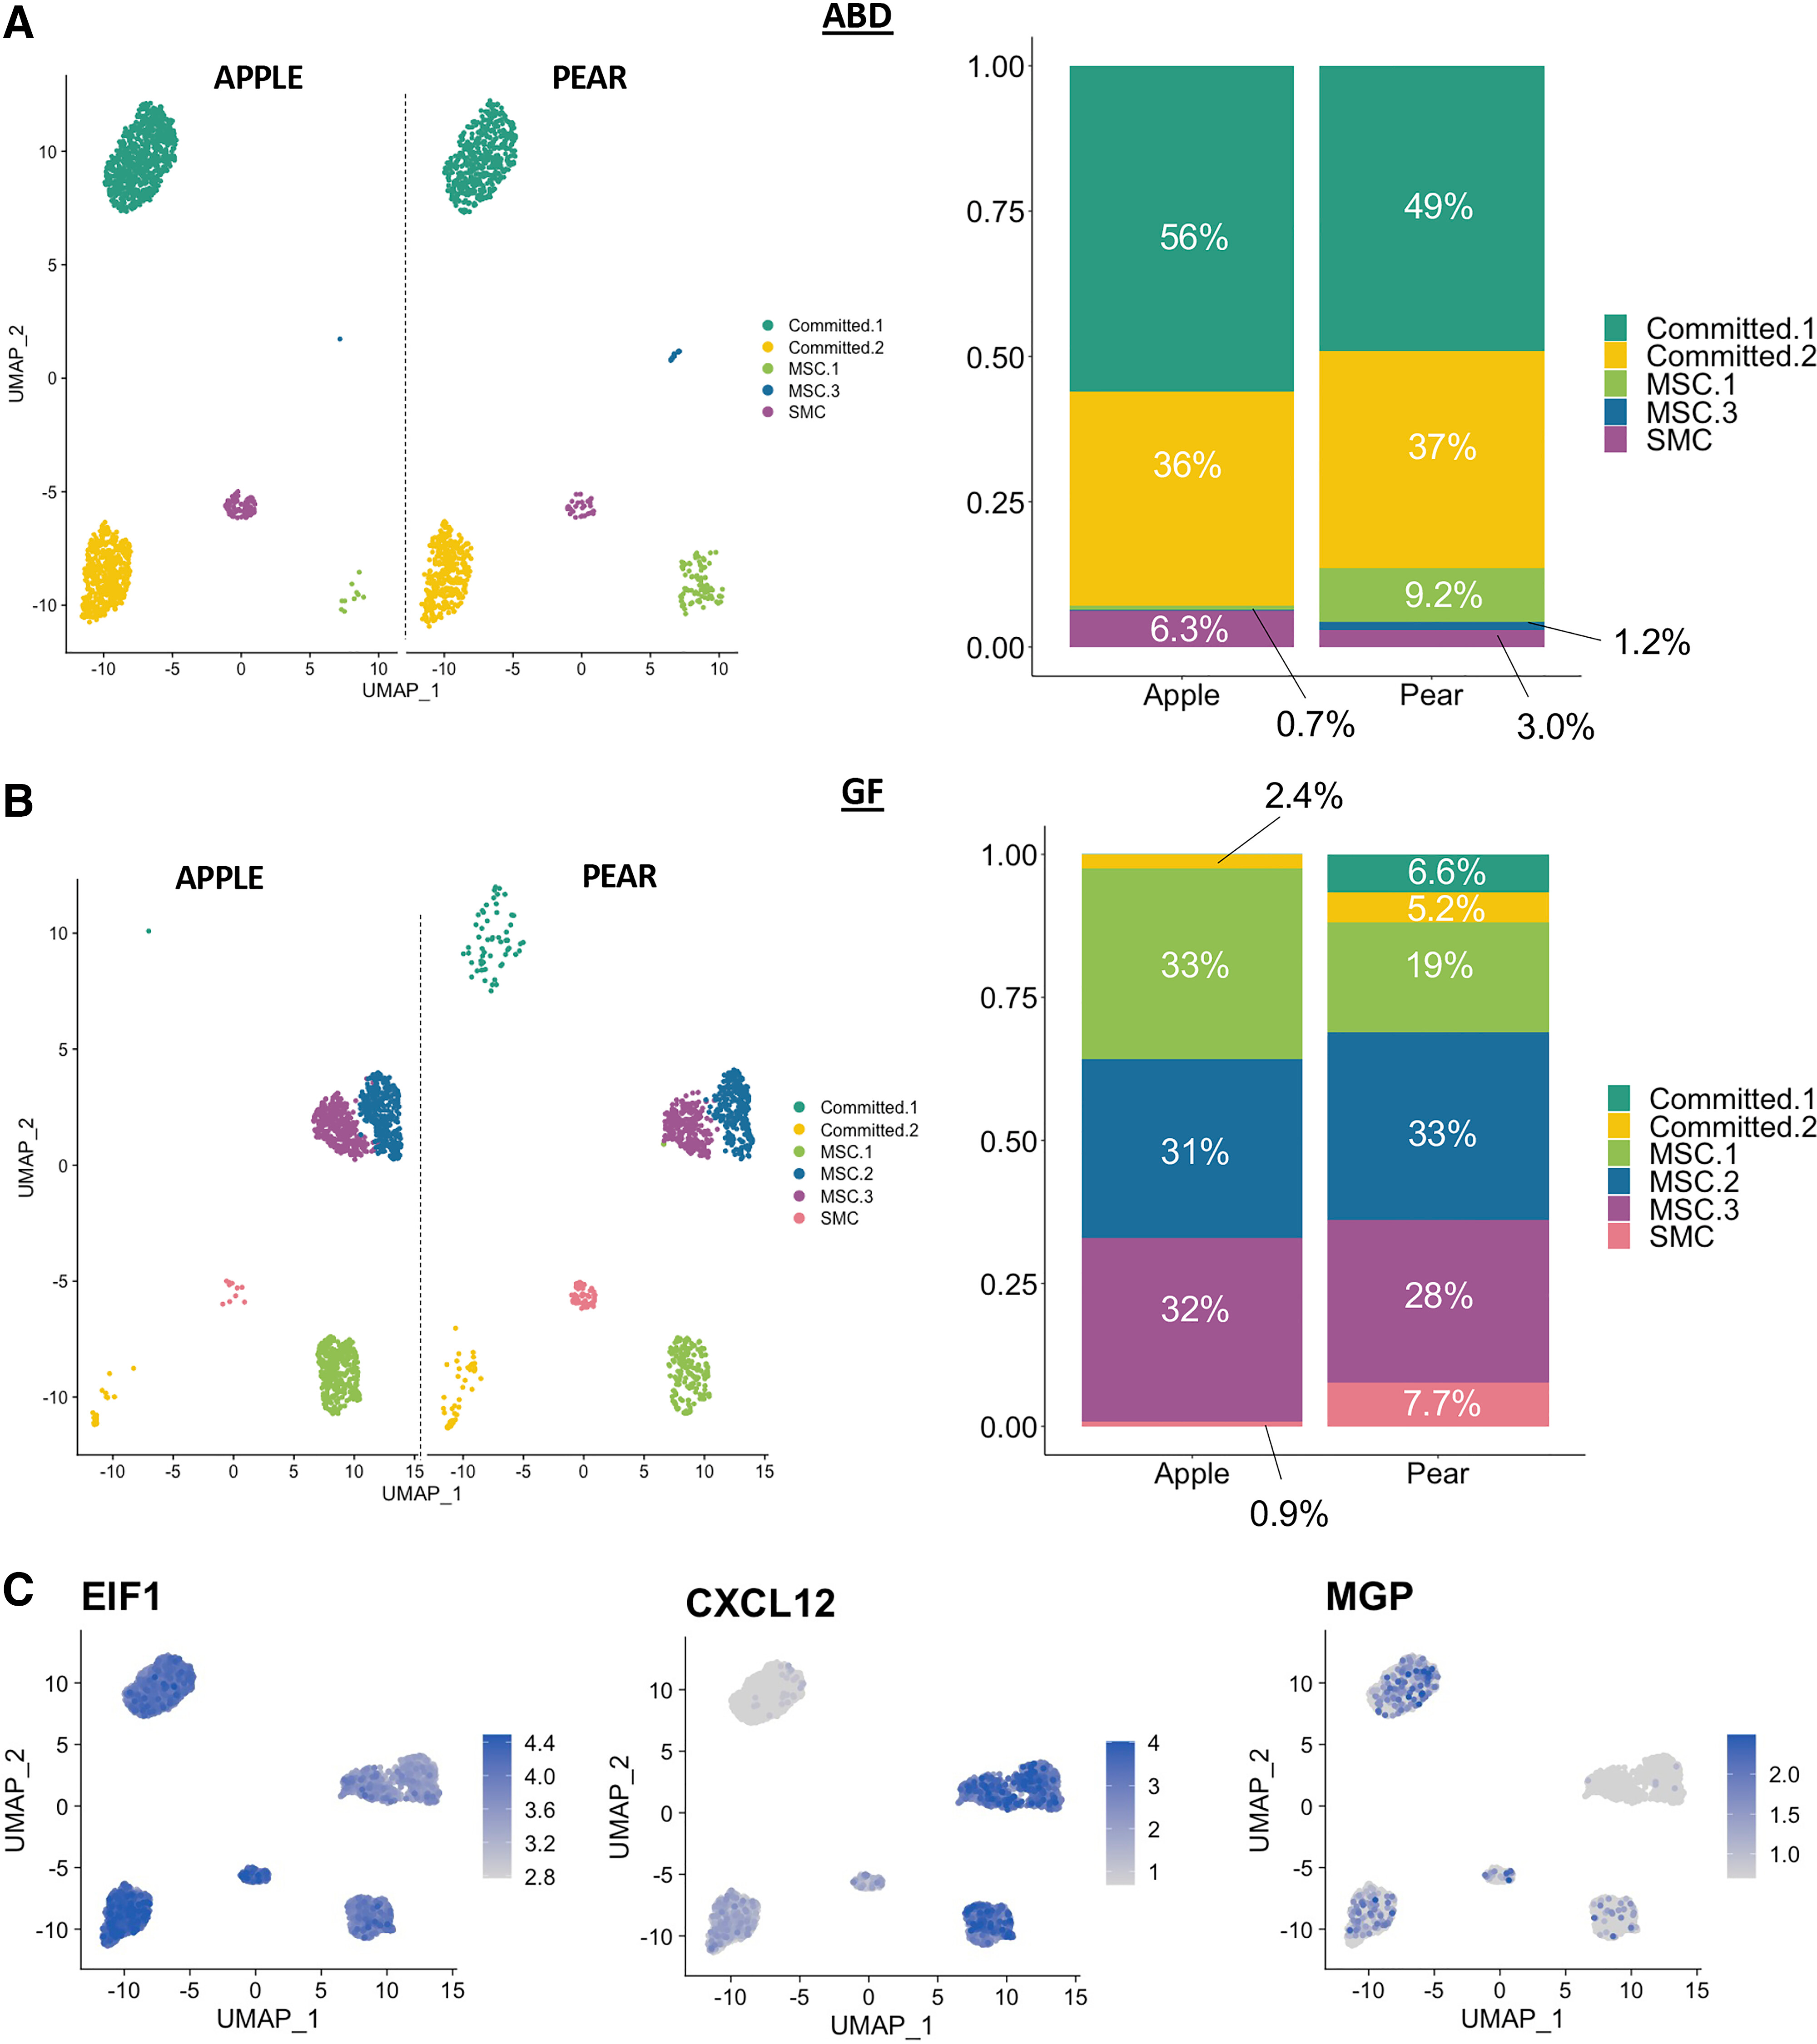 A
ABD
APPLE
PEAR
10
5
0
-5
-10
UMAP_2
-10
-5
0
5
10
-10
-5
0
5
10
UMAP_1
Committed.1
Committed.2
MSC.1
MSC.3
SMC
1.00
0.75
0.50
0.25
0.00
56%
36%
6.3%
49%
37%
9.2%
1.2%
Apple
Pear
0.7%
3.0%
Committed.1
Committed.2
MSC.1
MSC.3
SMC
B
GF
APPLE
PEAR
10
5
0
-5
-10
UMAP_2
-10
-5
0
5
10
15
-10
-5
0
5
10
15
UMAP_1
Committed.1
Committed.2
MSC.1
MSC.2
MSC.3
SMC
2.4%
1.00
0.75
0.50
0.25
0.00
33%
31%
32%
6.6%
5.2%
19%
33%
28%
7.7%
Apple
Pear
0.9%
Committed.1
Committed.2
MSC.1
MSC.2
MSC.3
SMC
C
EIF1
10
5
0
-5
-10
UMAP_2
-10
-5
0
5
10
15
UMAP_1
4.4
4.0
3.6
3.2
2.8
CXCL12
10
5
0
-5
-10
UMAP_2
-10
-5
0
5
10
15
UMAP_1
4
3
2
1
MGP
10
5
0
-5
-10
UMAP_2
-10
-5
0
5
10
15
UMAP_1
2.0
1.5
1.0